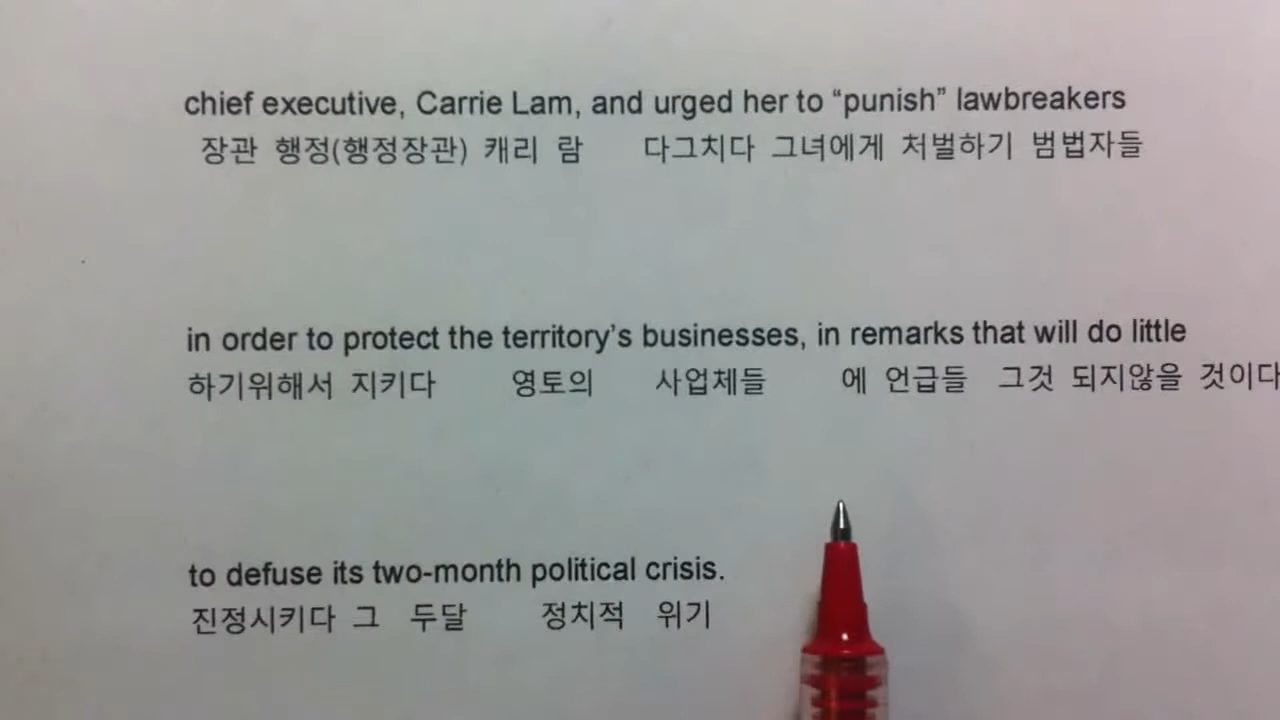 chief executive, Carrie Lam, and urged her to “punish” lawbreakers
장관 행정(행정장관) 캐리 람 다그치다 그녀에게 처벌하기 범법자들
in order to protect the territory’s businesses, in remarks that will do little
하기위해서 지키다 영토의 사업체들 에 언급들 그것 되지않을 것이다
to defuse its two-month political crisis.
진정시키다 그 두달 정치적 위기